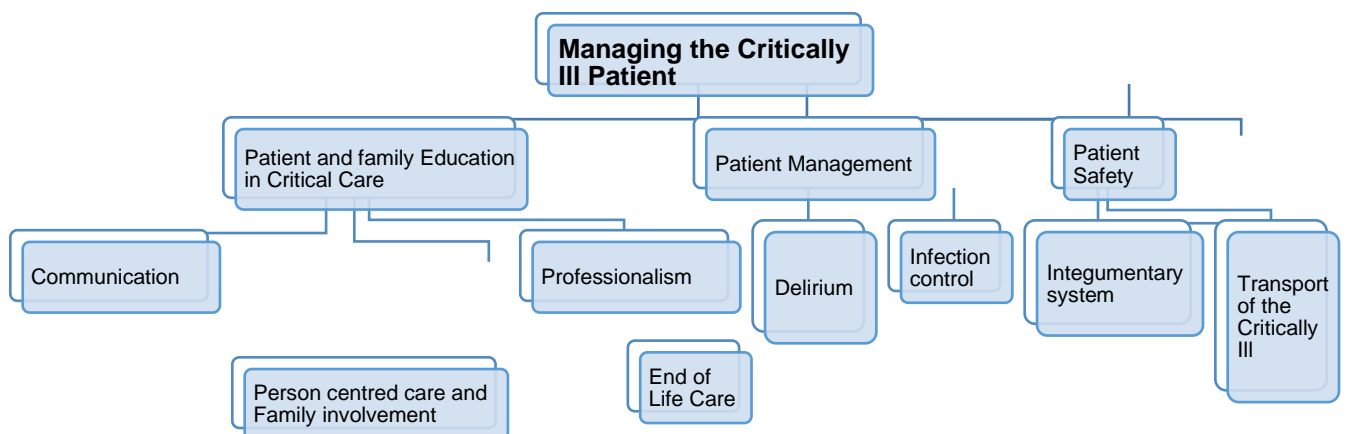 Managing the Critically
Ill Patient
Patient and family Education
in Critical Care
Patient Management
Patient
Safety
Communication
Professionalism
Delirium
Infection
control
Integumentary
system
Transport
of the
Critically
Ill
Person centred care and
Family involvement
End of
Life Care